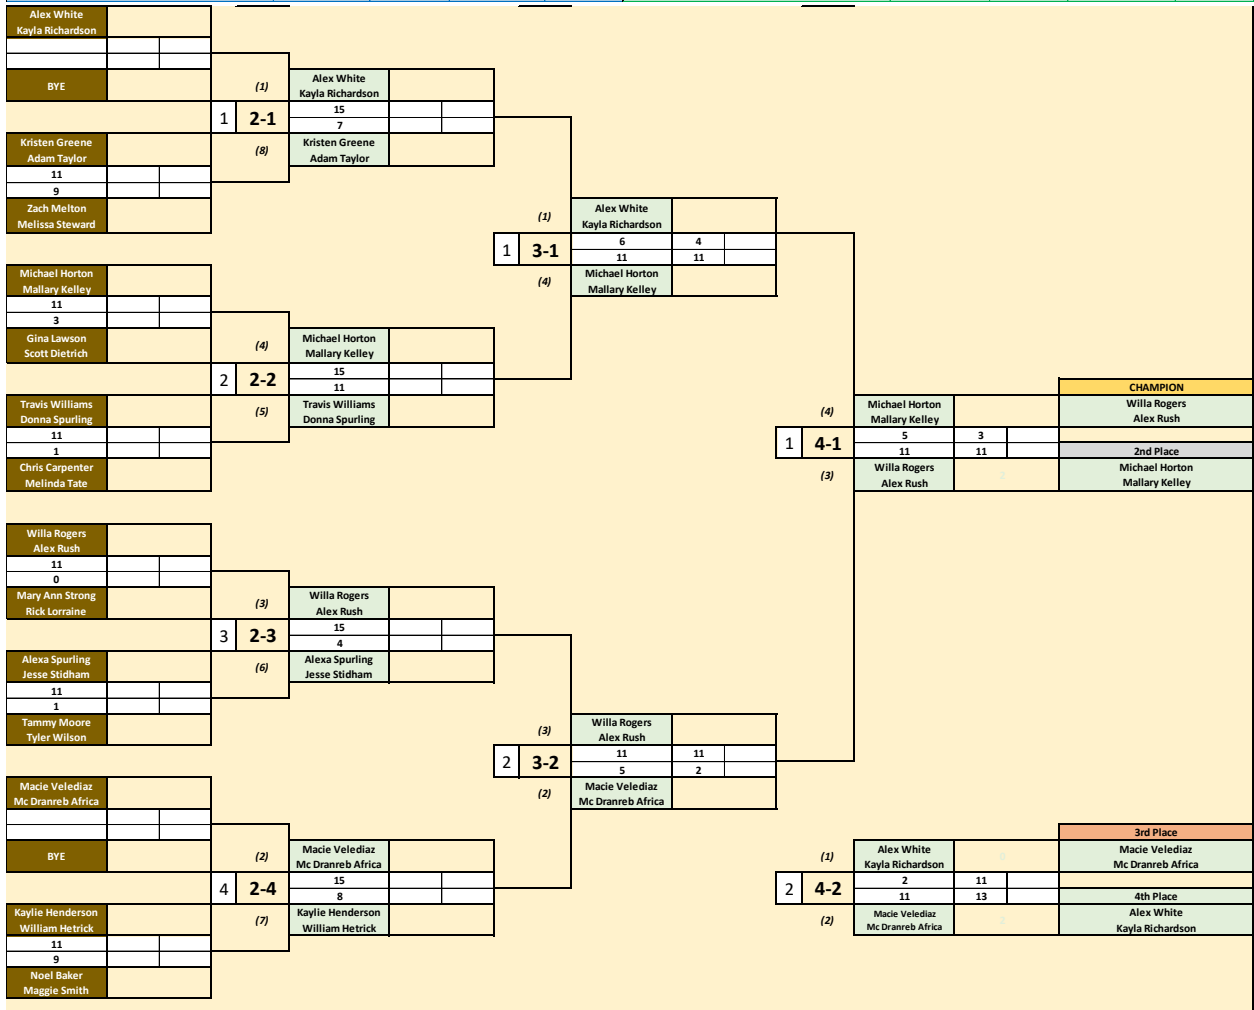 Alex White
Kayla Richardson
BYE
Kristen Greene
Adam Taylor
11
9
Zach Melton
Melissa Steward
Michael Horton
Mallary Kelley
11
3
Gina Lawson
Scott Dietrich
Travis Williams
Donna Spurling
11
1
Chris Carpenter
Melinda Tate
Willa Rogers
Alex Rush
11
0
Mary Ann Strong
Rick Lorraine
Alexa Spurling
Jesse Stidham
11
1
Tammy Moore
Tyler Wilson
Macie Velediaz
Mc Dranreb Africa
BYE
Kaylie Henderson
William Hetrick
11
9
Noel Baker
Maggie Smith
(1)
Alex White
Kayla Richardson
1 2-1
15
7
(8)
Kristen Greene
Adam Taylor
(4)
Michael Horton
Mallary Kelley
2 2-2
15
11
(5)
Travis Williams
Donna Spurling
(3)
Willa Rogers
Alex Rush
3 2-3
15
4
(6)
Alexa Spurling
Jesse Stidham
(2)
Macie Velediaz
Mc Dranreb Africa
4 2-4
15
8
(7)
Kaylie Henderson
William Hetrick
(1)
Alex White
Kayla Richardson
1 3-1
6 4
11 11
(4)
Michael Horton
Mallary Kelley
(3)
Willa Rogers
Alex Rush
2 3-2
11 11
5 2
(2)
Macie Velediaz
Mc Dranreb Africa
(4)
Michael Horton
Mallary Kelley
1 4-1
5 3
11 11
(3)
Willa Rogers
Alex Rush
2
CHAMPION
Willa Rogers
Alex Rush
2nd Place
Michael Horton
Mallary Kelley
(1)
Alex White
Kayla Richardson
0
2 4-2
2 11
11 13
(2)
Macie Velediaz
Mc Dranreb Africa
2
3rd Place
Macie Velediaz
Mc Dranreb Africa
4th Place
Alex White
Kayla Richardson